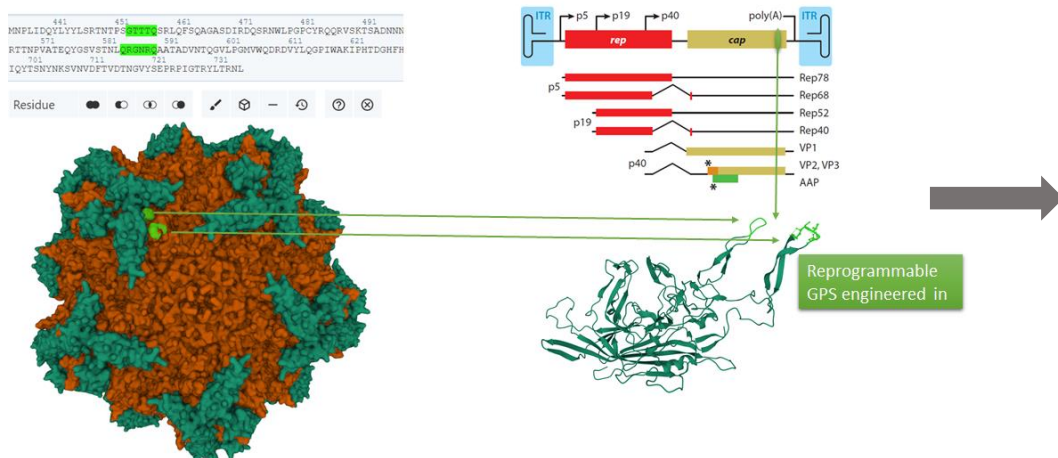 441 451 461 471 481 491
MNPLIDQYLYYLSRTNTPSGTTTQSRLQFSQAGASDIRDQSRNWLPGPCYRQQRVSKTSADNNN
571 581 591 601 611 621
RTTNPVATEQYGSVSTNLQRGNRQAATADVNTQGVLPGMVWQDRDVYLQGPIWAKIPHTDGHFH
701 711 721 731
IQYTSNYNKSVNVDFTVDTNGVYSEPRPIGTRYLTRNL
Residue
ITR p5 p19 p40 poly(A) ITR
rep cap
p5
Rep78
Rep68
p19
Rep52
Rep40
p40
VP1
* VP2, VP3
* AAP
Reprogrammable
GPS engineered in